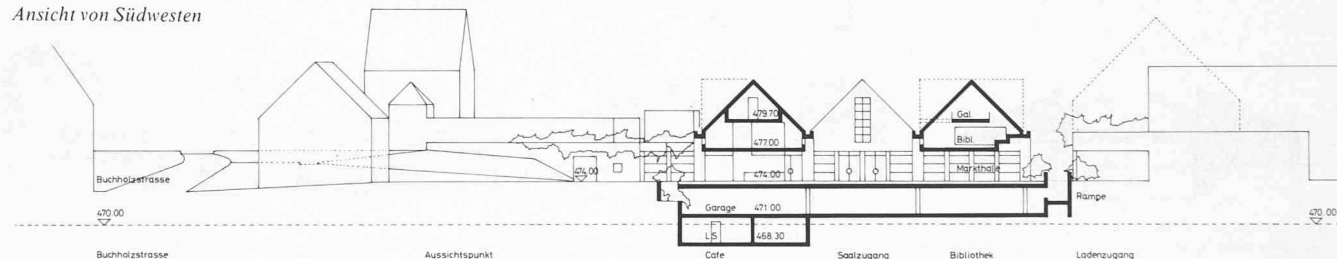 Ansicht von Südwesten
479.70
Gal.
477.00
Bibl.
Buchholzstrasse
474.00
474.00
Markthalle
Garage 471.00
Rampe
470.00
470.00
LS 468.30
Buchholzstrasse Aussichtspunkt Cafe Saalzugang Bibliothek Ladenzugang